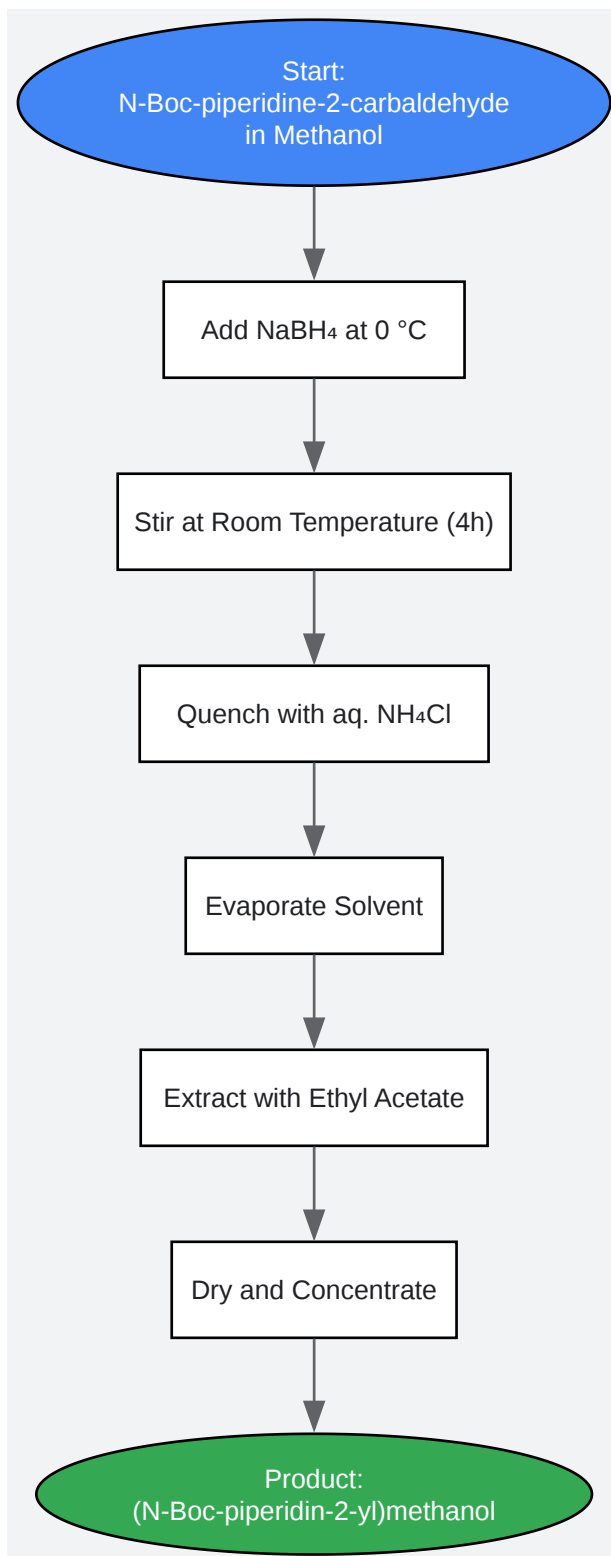 Start:
N-Boc-piperidine-2-carbaldehyde
in Methanol
Add NaBH₄ at 0 °C
Stir at Room Temperature (4h)
Quench with aq. NH₄Cl
Evaporate Solvent
Extract with Ethyl Acetate
Dry and Concentrate
Product:
(N-Boc-piperidin-2-yl)methanol